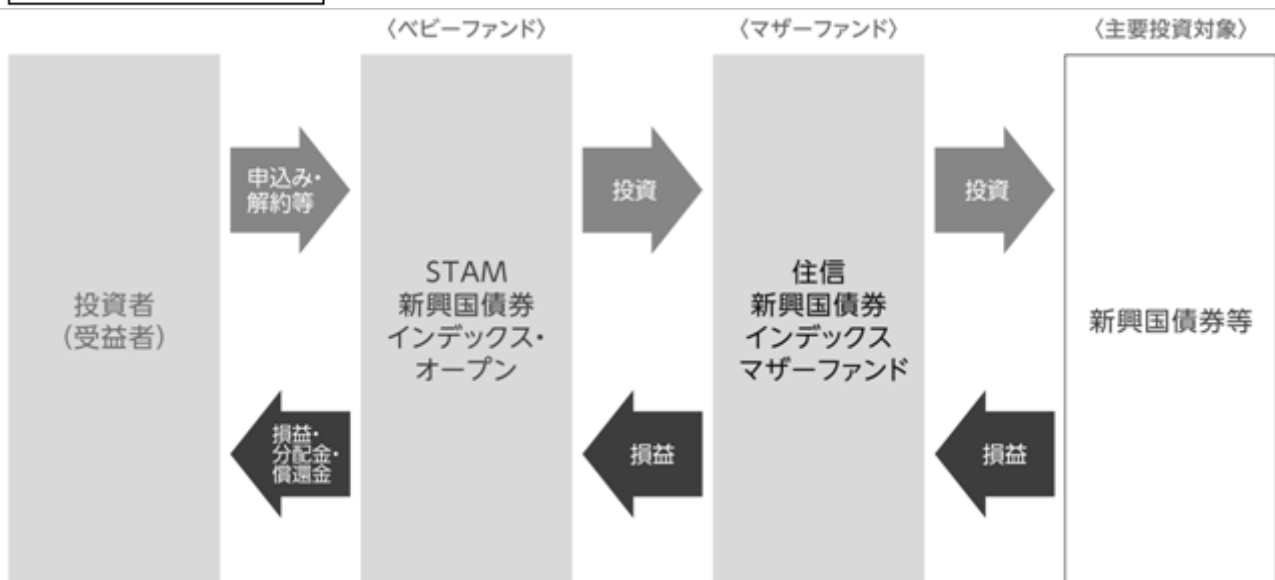 〈ベビーファンド〉
〈マザーファンド〉
〈主要投資対象〉
申込み・
解約等
投資
投資
投資者
(受益者)
STAM
新興国債券
インデックス・
オープン
住信
新興国債券
インデックス
マザーファンド
新興国債券等
損益・
分配金・
償還金
損益
損益